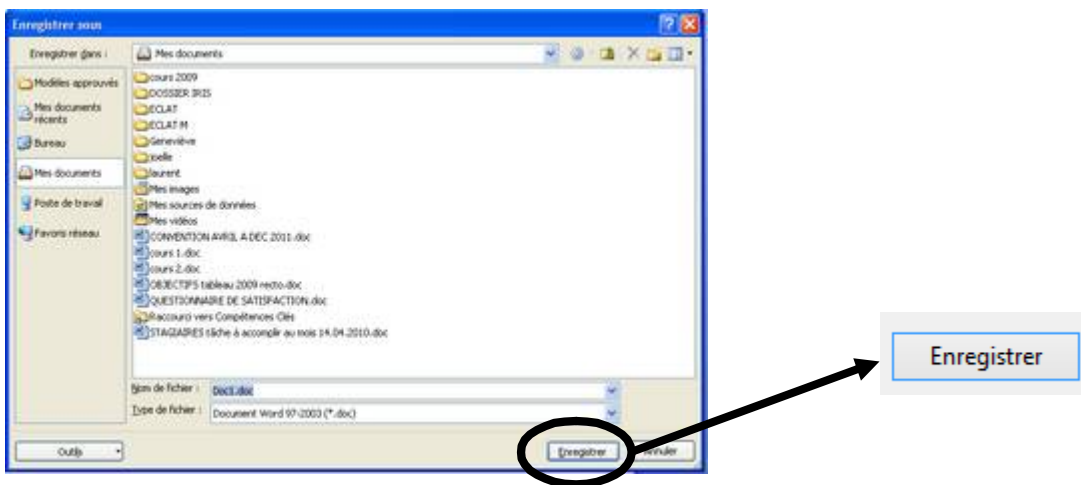 Enregistrer sous
Enregistrer dans :
Mes documents
Modèles approuvés
Mes documents
récents
Bureau
Mes documents
Poste de travail
Favoris réseau
cours 2009
DOSSIER IRIS
ECLAT
ECLAT M
Geneviève
joelle
laurent
Mes images
Mes sources de données
Mes vidéos
CONVENTION AVRIL A DEC 2011.doc
cours 1.doc
cours 2.doc
OBJECTIFS tableau 2009 recto.doc
QUESTIONNAIRE DE SATISFACTION.doc
Raccourci vers Compétences Clés
STAGIAIRES tâche à accomplir au mois 14.04.2010.doc
Nom de fichier :
Doc1.doc
Type de fichier :
Document Word 97-2003 (*.doc)
Outils
Enregistrer
Annuler
Enregistrer